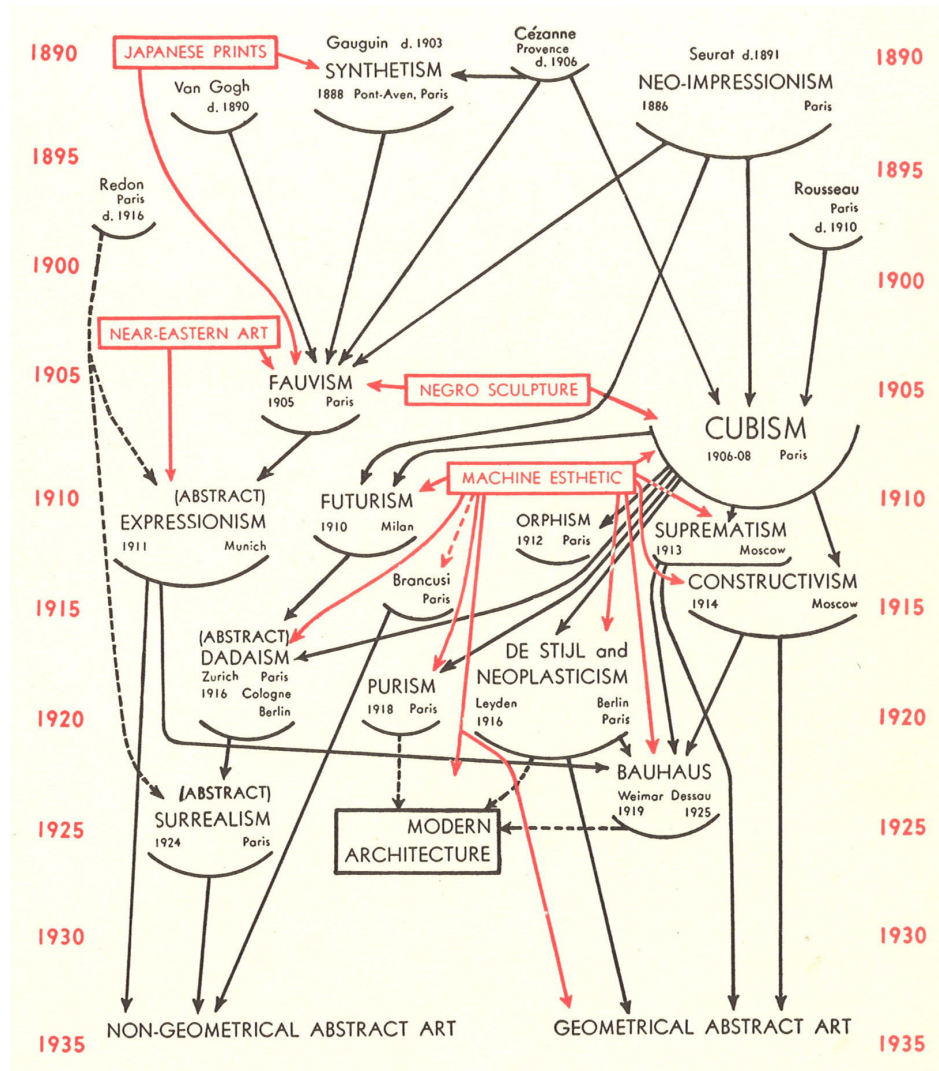 1890
JAPANESE PRINTS
Gauguin d. 1903
SYNTHETISM
1888 Pont-Aven, Paris
Cézanne
Provence
d. 1906
Seurat d.1891
NEO-IMPRESSIONISM
1886 Paris
1890
Van Gogh
d. 1890
1895
1895
Redon
Paris
d. 1916
Rousseau
Paris
d. 1910
1900
1900
NEAR-EASTERN ART
1905
FAUVISM
1905 Paris
NEGRO SCULPTURE
1905
CUBISM
1906-08 Paris
1910
(ABSTRACT)
EXPRESSIONISM
1911 Munich
FUTURISM
1910 Milan
MACHINE ESTHETIC
ORPHISM
1912 Paris
SUPREMATISM
1913 Moscow
1910
Brancusi
Paris
CONSTRUCTIVISM
1914 Moscow
1915
1915
(ABSTRACT)
DADAISM
Zurich Paris
1916 Cologne
Berlin
PURISM
1918 Paris
DE STIJL and
NEOPLASTICISM
Leyden Berlin
1916 Paris
1920
1920
BAUHAUS
Weimar Dessau
1919 1925
(ABSTRACT)
SURREALISM
1924 Paris
MODERN
ARCHITECTURE
1925
1925
1930
1930
NON-GEOMETRICAL ABSTRACT ART
GEOMETRICAL ABSTRACT ART
1935
1935